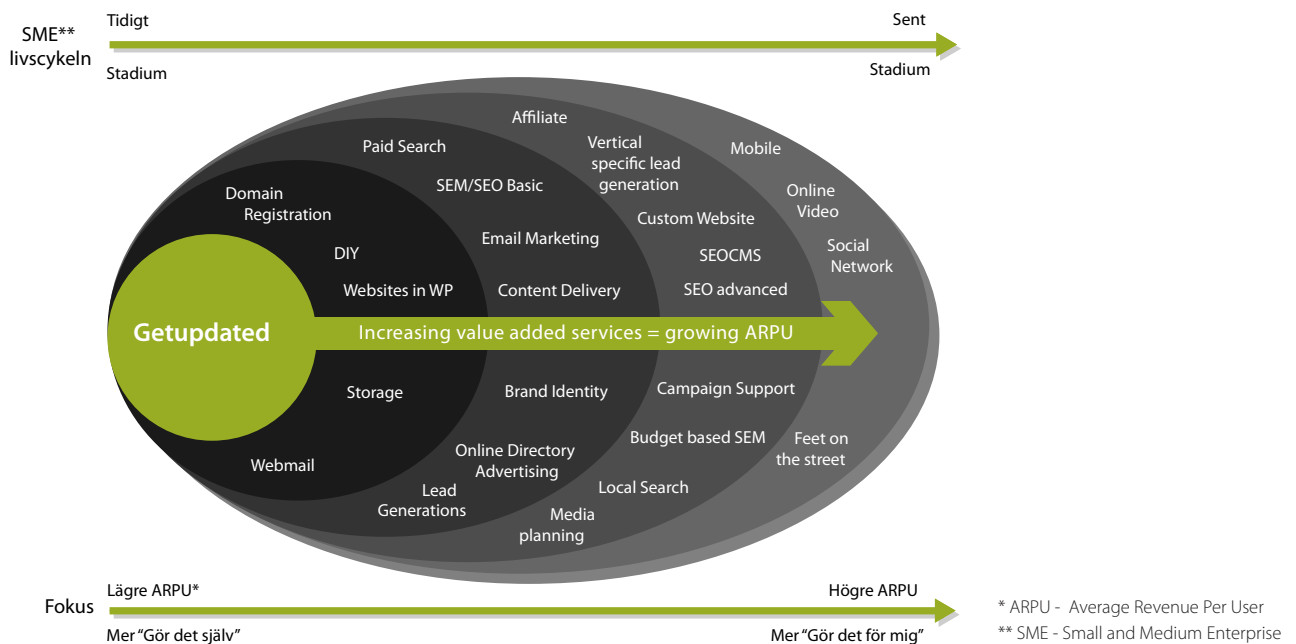 SME**
livscykeln
Tidigt
Stadium
Sent
Stadium
Affiliate
Paid Search
Vertical
specific lead
generation
Mobile
SEM/SEO Basic
Domain
Registration
Online
Video
Custom Website
Email Marketing
DIY
SEOCMS
Social
Network
Websites in WP
Content Delivery
SEO advanced
Getupdated
Increasing value added services = growing ARPU
Storage
Brand Identity
Campaign Support
Budget based SEM
Feet on
the street
Webmail
Online Directory
Advertising
Local Search
Lead
Generations
Media
planning
Fokus
Lägre ARPU*
Högre ARPU
Mer "Gör det själv"
Mer "Gör det för mig"
* ARPU - Average Revenue Per User
** SME - Small and Medium Enterprise